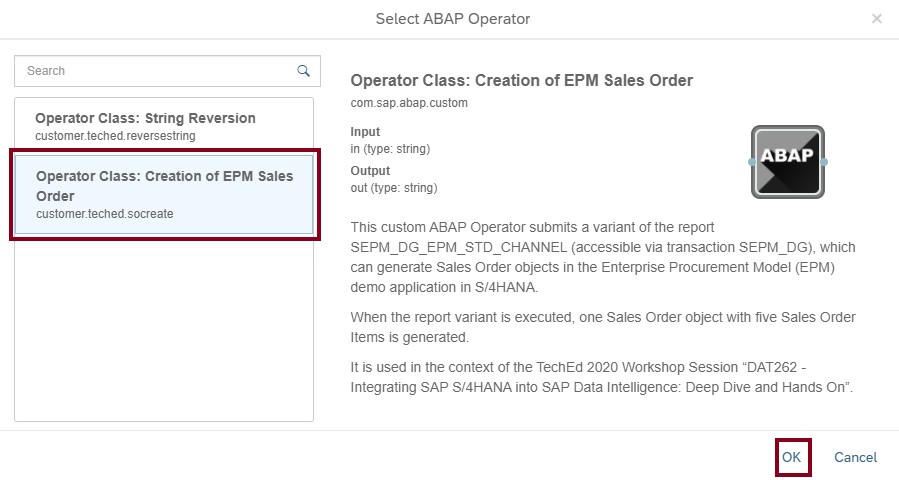 Select ABAP Operator
×
Search
Operator Class: String Reversion
customer.teched.reversestring
Operator Class: Creation of EPM Sales
Order
customer.teched.socreate
Operator Class: Creation of EPM Sales Order
com.sap.abap.custom
Input
in (type: string)
Output
out (type: string)
ABAP
This custom ABAP Operator submits a variant of the report
SEPM_DG_EPM_STD_CHANNEL (accessible via transaction SEPM_DG), which
can generate Sales Order objects in the Enterprise Procurement Model (EPM)
demo application in S/4HANA.
When the report variant is executed, one Sales Order object with five Sales Order
Items is generated.
It is used in the context of the TechEd 2020 Workshop Session “DAT262 -
Integrating SAP S/4HANA into SAP Data Intelligence: Deep Dive and Hands On”.
OK
Cancel